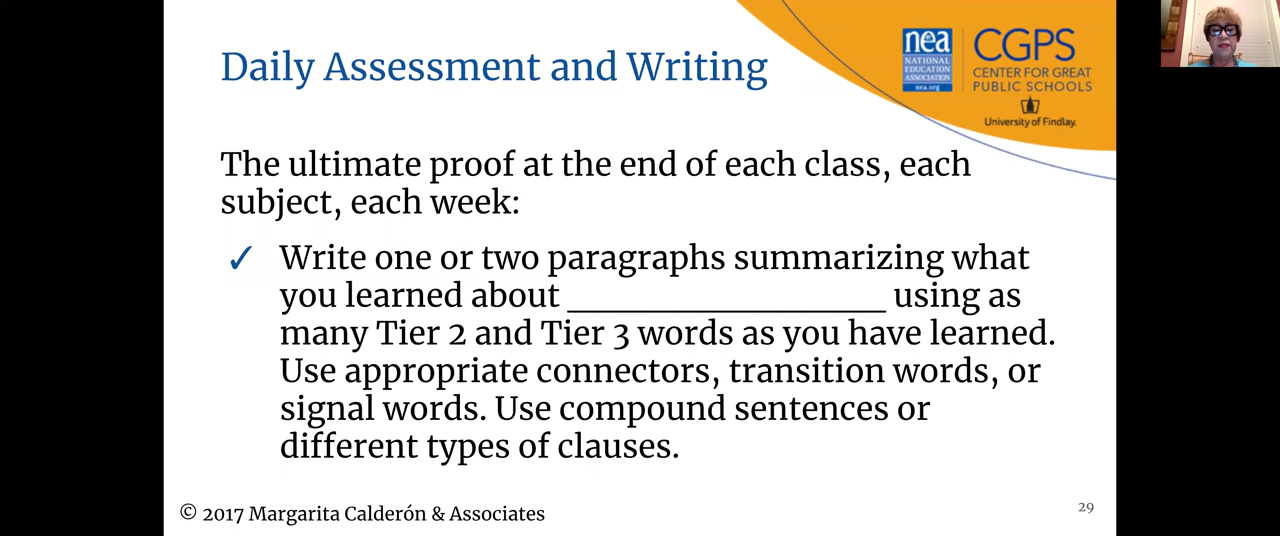 Daily Assessment and Writing
nea
NATIONAL
EDUCATION
ASSOCIATION
nea.org
CGPS
CENTER FOR GREAT
PUBLIC SCHOOLS
University of Findlay.
The ultimate proof at the end of each class, each
subject, each week:
✓ Write one or two paragraphs summarizing what
you learned about _________________ using as
many Tier 2 and Tier 3 words as you have learned.
Use appropriate connectors, transition words, or
signal words. Use compound sentences or
different types of clauses.
© 2017 Margarita Calderón & Associates
29